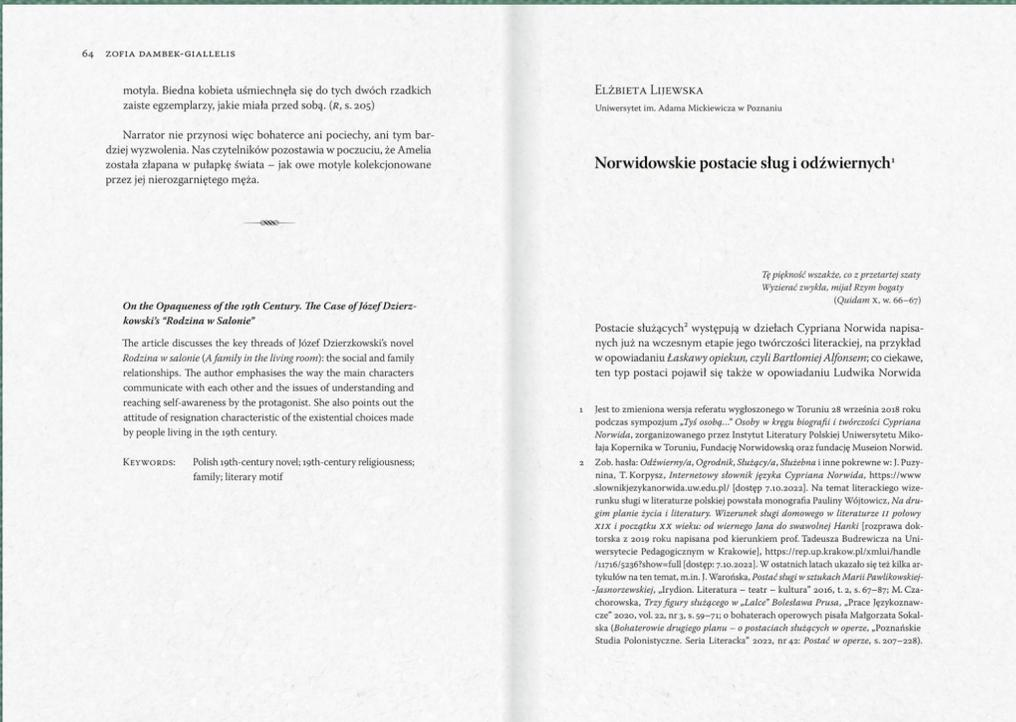 64 ZOFIA DAMBEK-GIALLELIS
motyla. Biedna kobieta uśmiechnęła się do tych dwóch rzadkich
zaiste egzemplarzy, jakie miała przed sobą. (R, s. 205)
Narrator nie przynosi więc bohaterce ani pociechy, ani tym bar-
dziej wyzwolenia. Nas czytelników pozostawia w poczuciu, że Amelia
została złapana w pułapkę świata – jak owe motyle kolekcjonowane
przez jej nierozgarniętego męża.
On the Opaqueness of the 19th Century. The Case of Józef Dzierz-
kowski's “Rodzina w Salonie”
The article discusses the key threads of Józef Dzierzkowski's novel
Rodzina w salonie (A family in the living room): the social and family
relationships. The author emphasises the way the main characters
communicate with each other and the issues of understanding and
reaching self-awareness by the protagonist. She also points out the
attitude of resignation characteristic of the existential choices made
by people living in the 19th century.
KEYWORDS: Polish 19th-century novel; 19th-century religiousness;
family; literary motif
ELŻBIETA LIJEWSKA
Uniwersytet im. Adama Mickiewicza w Poznaniu
Norwidowskie postacie sług i odźwiernych¹
Tę piękność wszakże, co z przetartej szaty
Wyzierać zwykła, mijał Rzym bogaty
(Quidam X, w. 66–67)
Postacie służących² występują w dziełach Cypriana Norwida napisa-
nych już na wczesnym etapie jego twórczości literackiej, na przykład
w opowiadaniu Łaskawy opiekun, czyli Bartłomiej Alfonsem; co ciekawe,
ten typ postaci pojawił się także w opowiadaniu Ludwika Norwida
1 Jest to zmieniona wersja referatu wygłoszonego w Toruniu 28 września 2018 roku
podczas sympozjum „Tyś osobą...” Osoby w kręgu biografii i twórczości Cypriana
Norwida, zorganizowanego przez Instytut Literatury Polskiej Uniwersytetu Miko-
łaja Kopernika w Toruniu, Fundację Norwidowską oraz fundację Museion Norwid.
2 Zob. hasła: Odźwierny/a, Ogrodnik, Służący/a, Służebna i inne pokrewne w: J. Puzy-
nina, T. Korpysz, Internetowy słownik języka Cypriana Norwida, https://www
.slownikjezykanorwida.uw.edu.pl/ [dostęp 7.10.2022]. Na temat literackiego wize-
runku sługi w literaturze polskiej powstała monografia Pauliny Wójtowicz, Na dru-
gim planie życia i literatury. Wizerunek sługi domowego w literaturze II połowy
XIX i początku XX wieku: od wiernego Jana do swawolnej Hanki [rozprawa dok-
torska z 2019 roku napisana pod kierunkiem prof. Tadeusza Budrewicza na Uni-
wersytecie Pedagogicznym w Krakowie], https://rep.up.krakow.pl/xmlui/handle
/11716/5236?show=full [dostęp: 7.10.2022]. W ostatnich latach ukazało się też kilka ar-
tykułów na ten temat, m.in. J. Warońska, Postać sługi w sztukach Marii Pawlikowskiej-
-Jasnorzewskiej, „Irydion. Literatura – teatr – kultura” 2016, t. 2, s. 67–87; M. Cza-
chorowska, Trzy figury służącego w „Lalce” Bolesława Prusa, „Prace Językoznaw-
cze” 2020, vol. 22, nr 3, s. 59–71; o bohaterach operowych pisała Małgorzata Sokal-
ska (Bohaterowie drugiego planu – o postaciach służących w operze, „Poznańskie
Studia Polonistyczne. Seria Literacka” 2022, nr 42: Postać w operze, s. 207–228).